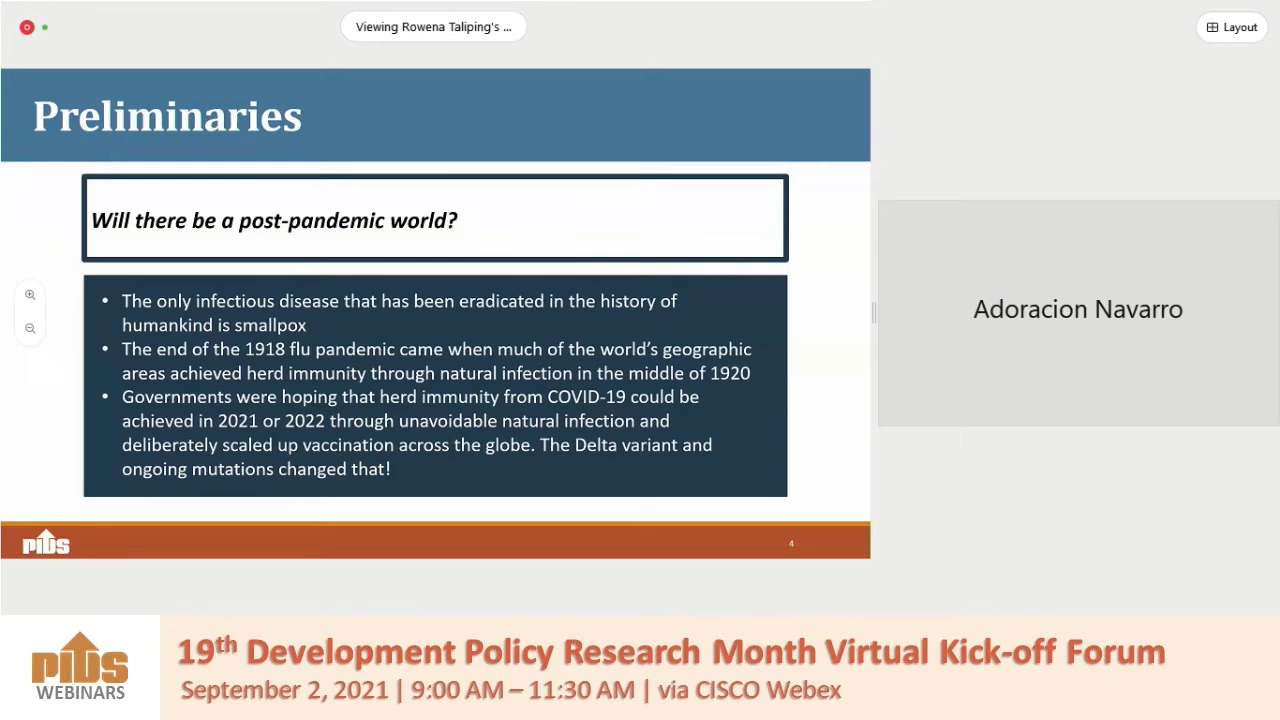 Viewing Rowena Taliping's ...
Layout
Preliminaries
Will there be a post-pandemic world?
• The only infectious disease that has been eradicated in the history of
humankind is smallpox
• The end of the 1918 flu pandemic came when much of the world's geographic
areas achieved herd immunity through natural infection in the middle of 1920
• Governments were hoping that herd immunity from COVID-19 could be
achieved in 2021 or 2022 through unavoidable natural infection and
deliberately scaled up vaccination across the globe. The Delta variant and
ongoing mutations changed that!
Adoracion Navarro
PIDS
4
PIDS
WEBINARS
19th Development Policy Research Month Virtual Kick-off Forum
September 2, 2021 | 9:00 AM – 11:30 AM | via CISCO Webex